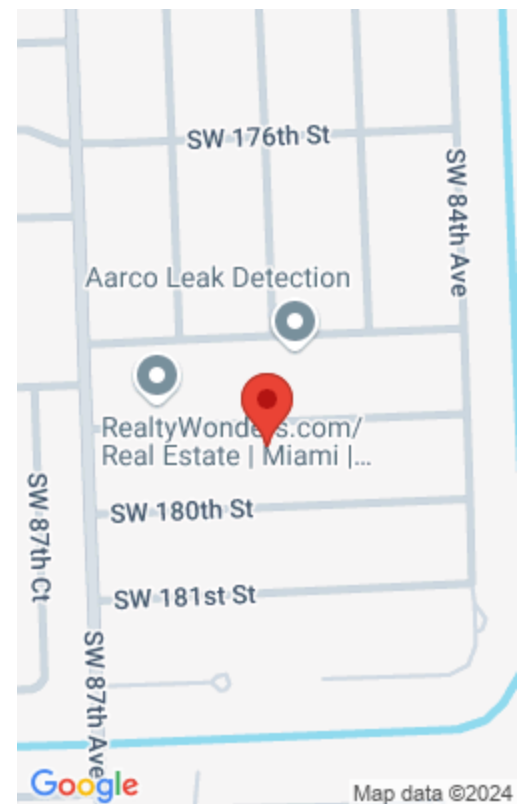 SW 176th St
SW 84th Ave
Aarco Leak Detection
RealtyWonders.com/
Real Estate | Miami |...
SW 180th St
SW 87th Ct
SW 181st St
SW 87th Ave
Google
Map data ©2024